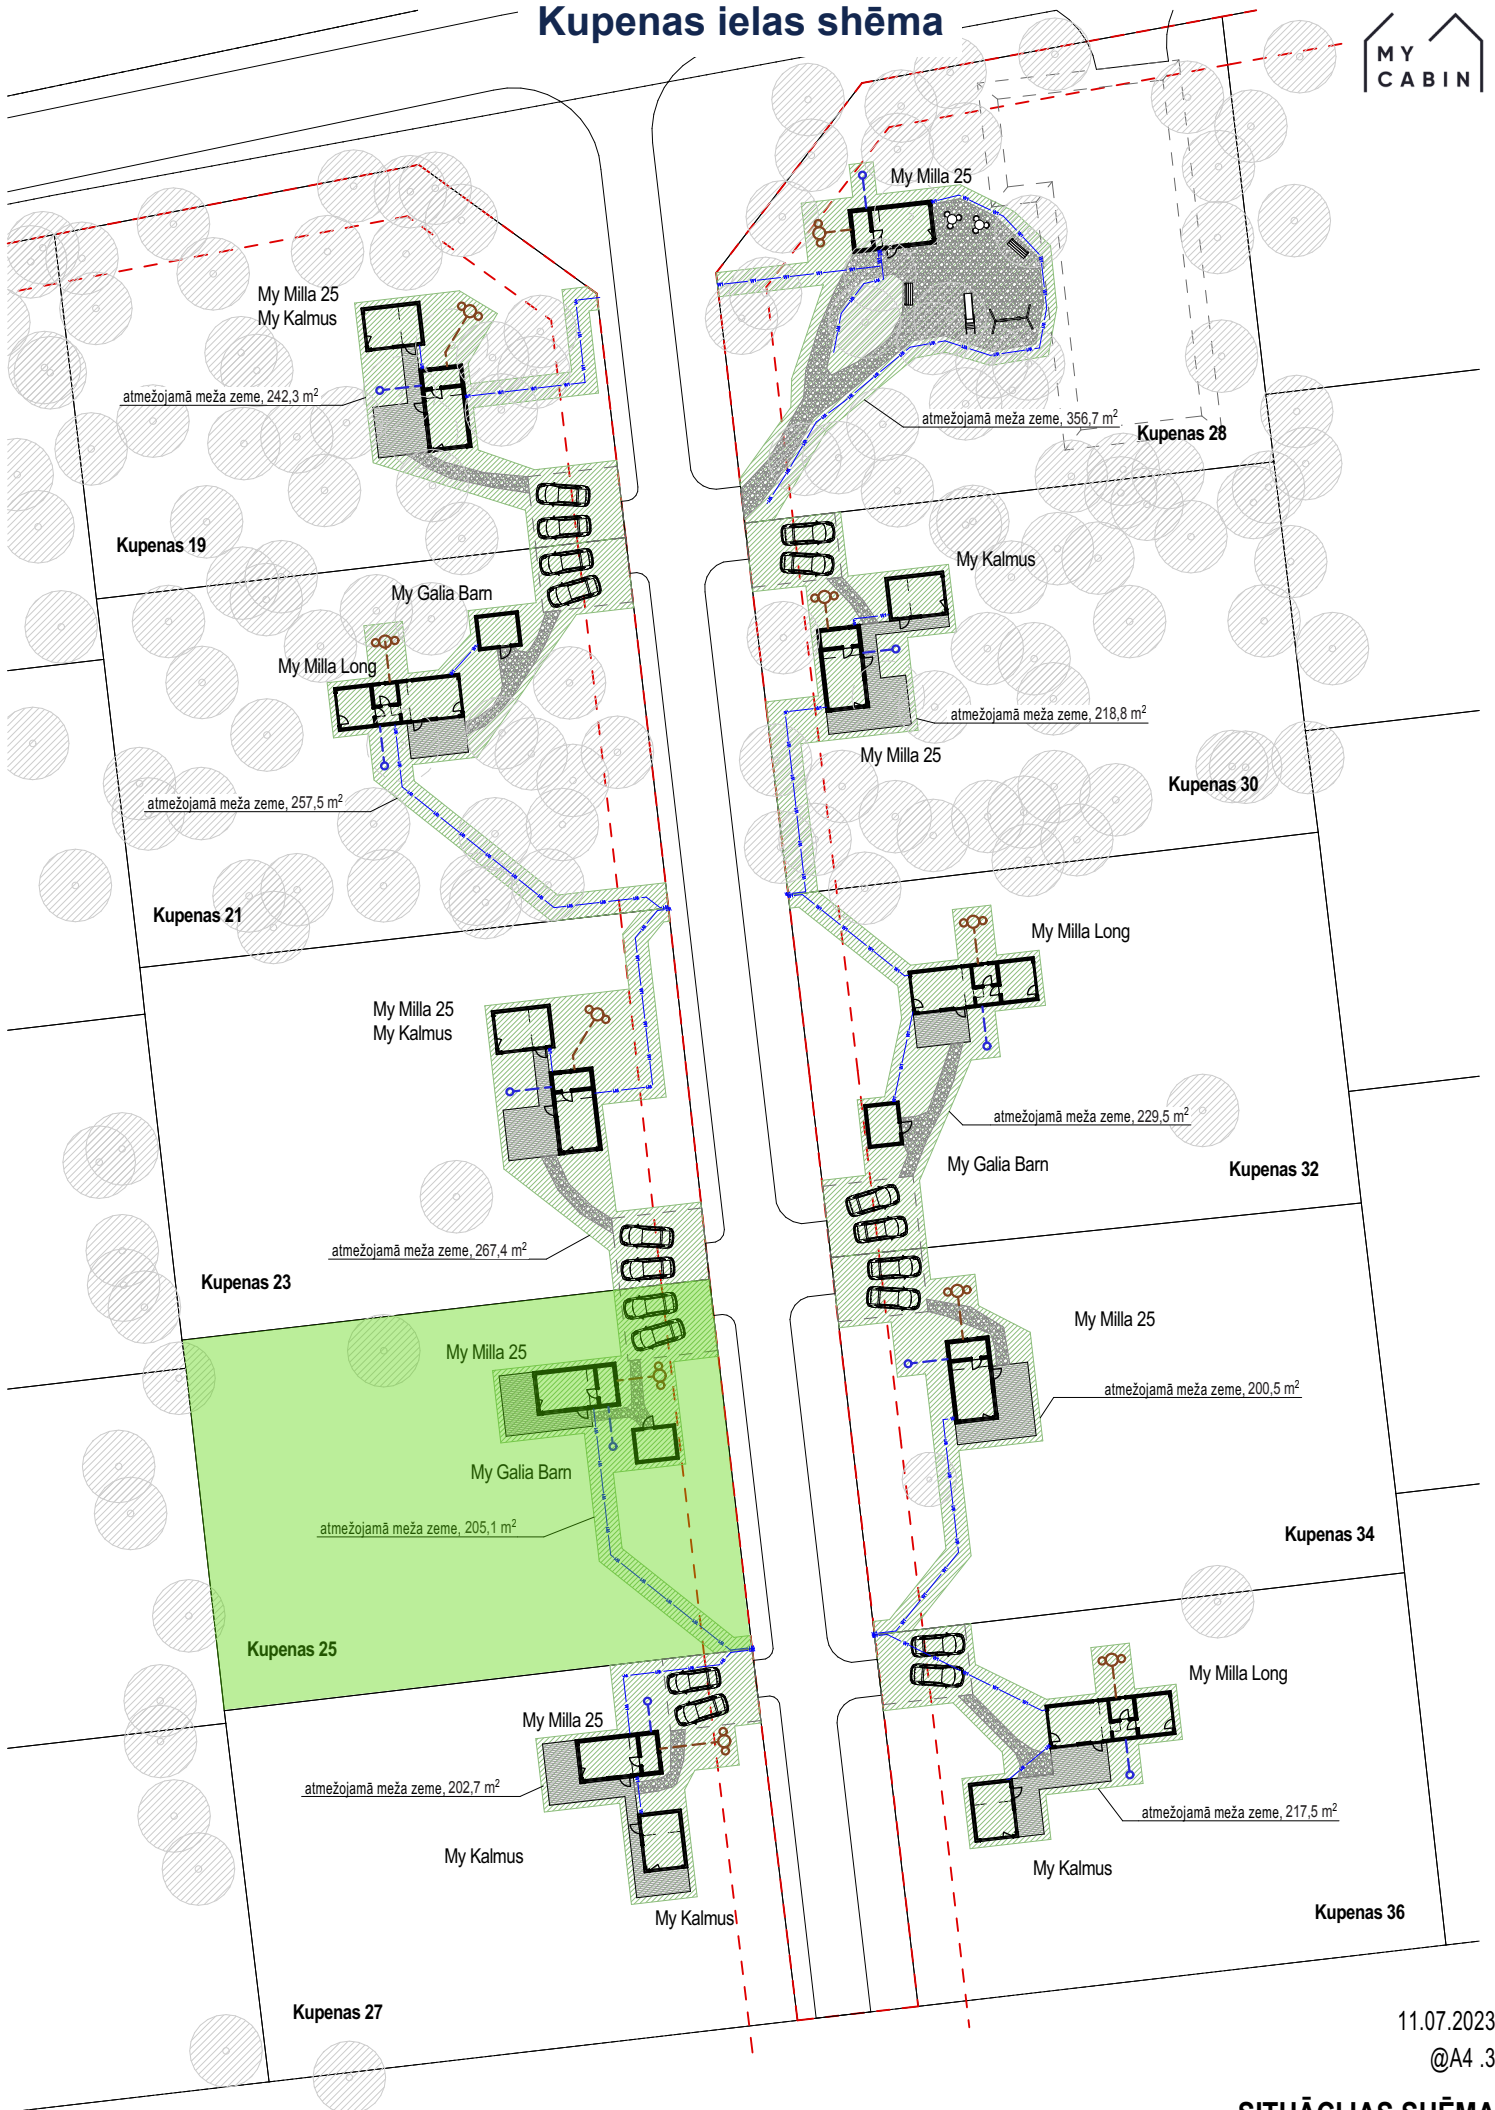 Kupenas ielas shēma
MY
CABIN
My Milla 25
My Milla 25
My Kalmus
atmežojamā meža zeme, 242,3 m²
atmežojamā meža zeme, 356,7 m²
Kupenas 28
Kupenas 19
My Kalmus
My Galia Barn
My Milla Long
atmežojamā meža zeme, 218,8 m²
My Milla 25
Kupenas 30
atmežojamā meža zeme, 257,5 m²
Kupenas 21
My Milla Long
My Milla 25
My Kalmus
atmežojamā meža zeme, 229,5 m²
My Galia Barn
Kupenas 32
atmežojamā meža zeme, 267,4 m²
Kupenas 23
My Milla 25
My Milla 25
atmežojamā meža zeme, 200,5 m²
My Galia Barn
atmežojamā meža zeme, 205,1 m²
Kupenas 34
Kupenas 25
My Milla Long
My Milla 25
atmežojamā meža zeme, 202,7 m²
atmežojamā meža zeme, 217,5 m²
My Kalmus
My Kalmus
My Kalmus
Kupenas 36
Kupenas 27
11.07.2023
@A4 .3
SITUĀCIJAS SHĒMA